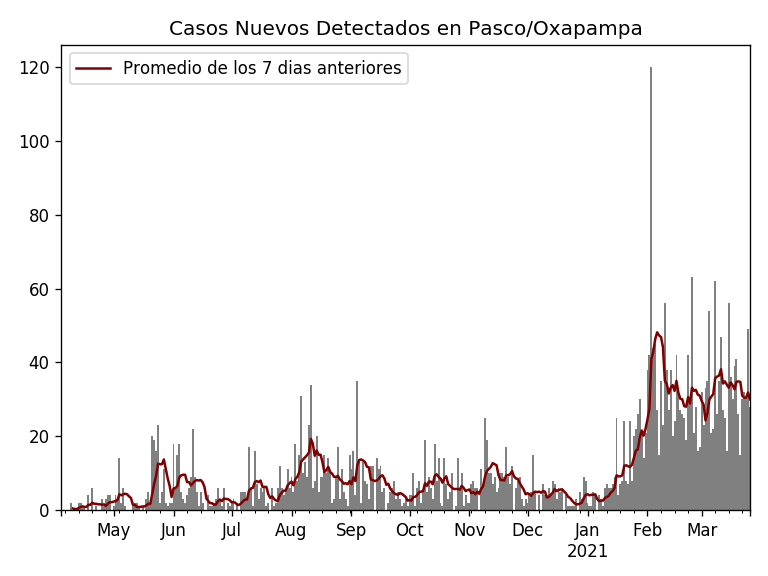 Casos Nuevos Detectados en Pasco/Oxapampa
Promedio de los 7 dias anteriores
120
100
80
60
40
20
0
May Jun Jul Aug Sep Oct Nov Dec Jan Feb Mar
2021